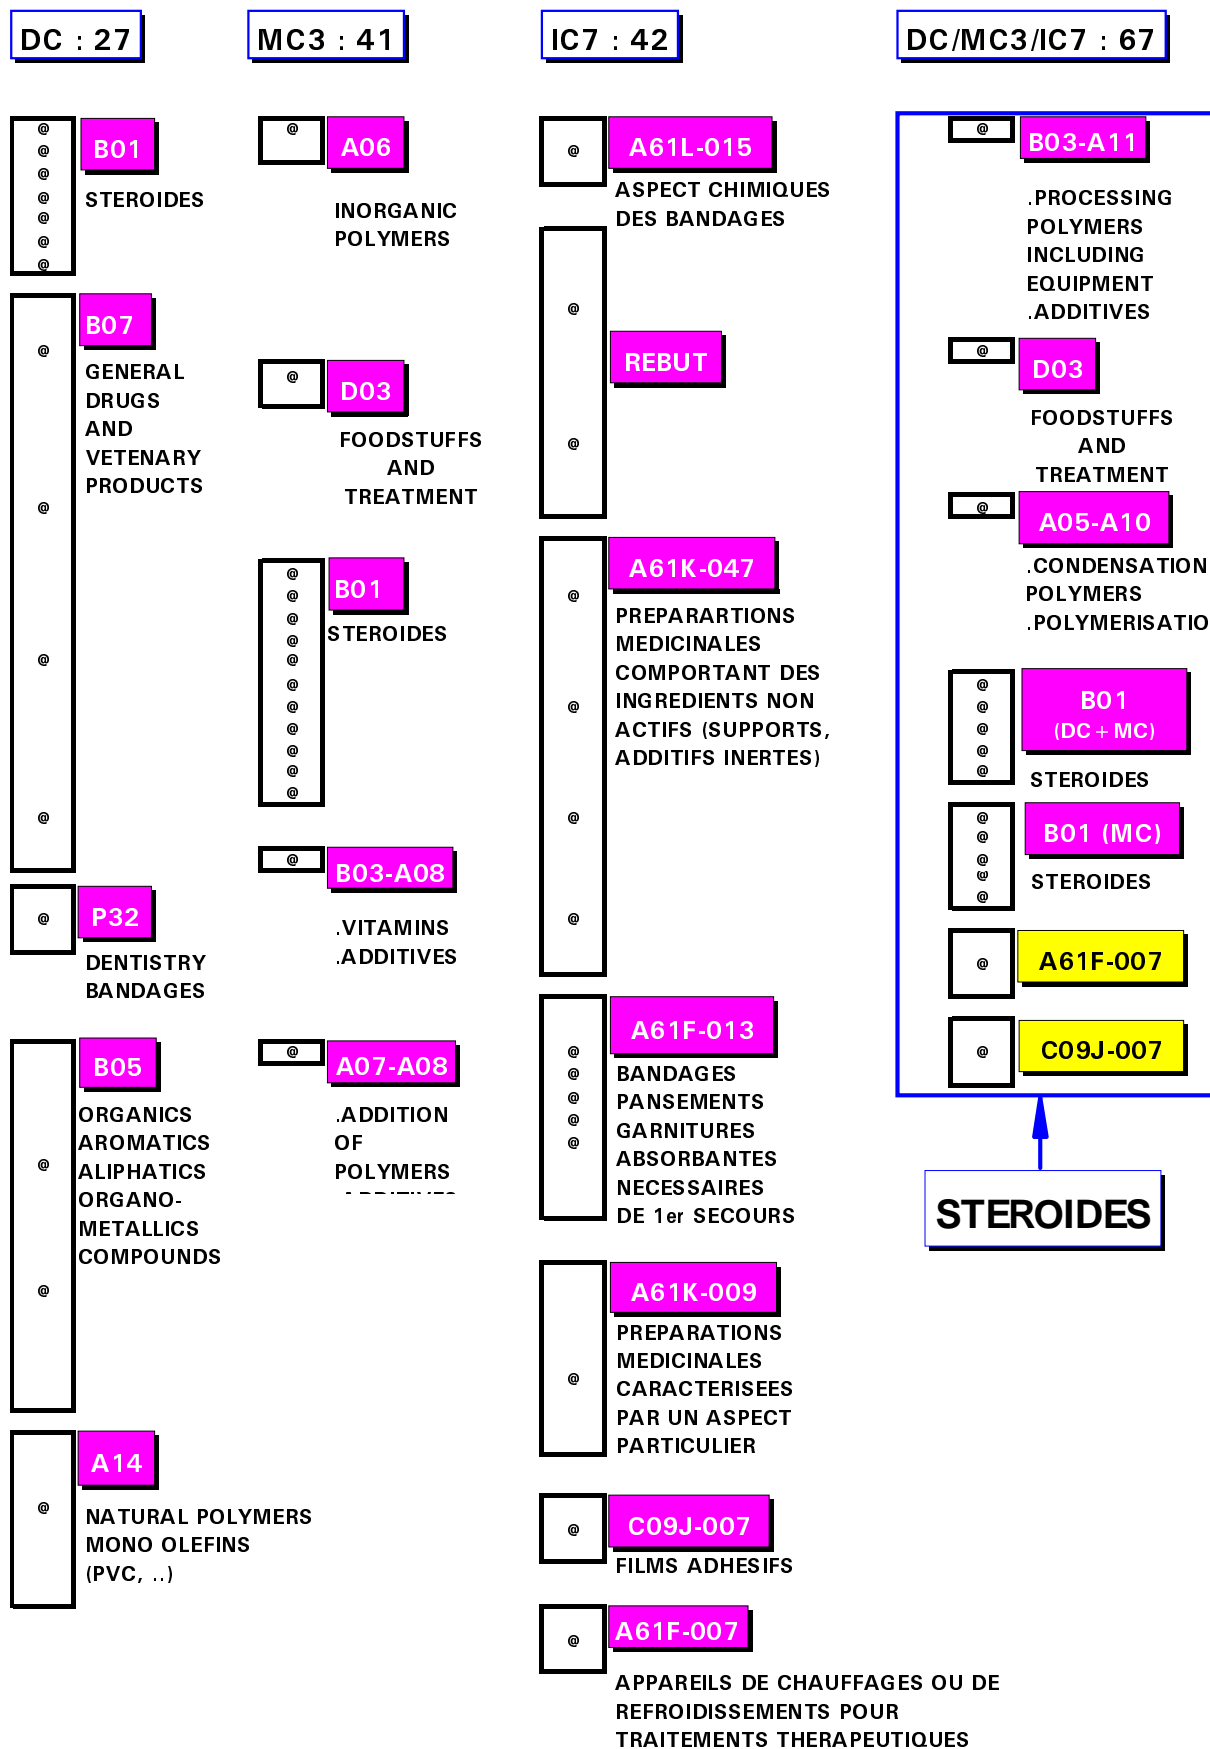 DC : 27
@
@
@
@
@
@
@
B01
STEROIDES
@
@
@
@
B07
GENERAL
DRUGS
AND
VETENARY
PRODUCTS
@
P32
DENTISTRY
BANDAGES
@
@
B05
ORGANICS
AROMATICS
ALIPHATICS
ORGANO-
METALLICS
COMPOUNDS
@
A14
NATURAL POLYMERS
MONO OLEFINS
(PVC, ..)
MC3 : 41
@
A06
INORGANIC
POLYMERS
@
D03
FOODSTUFFS
AND
TREATMENT
@
@
@
@
@
@
@
@
@
@
@
B01
STEROIDES
@
B03-A08
.VITAMINS
.ADDITIVES
@
A07-A08
.ADDITION
OF
POLYMERS
IC7 : 42
@
A61L-015
ASPECT CHIMIQUES
DES BANDAGES
@
@
REBUT
@
@
@
@
A61K-047
PREPARARTIONS
MEDICINALES
COMPORTANT DES
INGREDIENTS NON
ACTIFS (SUPPORTS,
ADDITIFS INERTES)
@
@
@
@
@
A61F-013
BANDAGES
PANSEMENTS
GARNITURES
ABSORBANTES
NECESSAIRES
DE 1er SECOURS
@
A61K-009
PREPARATIONS
MEDICINALES
CARACTERISEES
PAR UN ASPECT
PARTICULIER
@
C09J-007
FILMS ADHESIFS
@
A61F-007
APPAREILS DE CHAUFFAGES OU DE
REFROIDISSEMENTS POUR
TRAITEMENTS THERAPEUTIQUES
DC/MC3/IC7 : 67
@
B03-A11
.PROCESSING
POLYMERS
INCLUDING
EQUIPMENT
.ADDITIVES
@
D03
FOODSTUFFS
AND
TREATMENT
@
A05-A10
.CONDENSATION
POLYMERS
.POLYMERISATIO
@
@
@
@
@
B01
(DC+MC)
STEROIDES
@
@
@
@
@
B01 (MC)
STEROIDES
@
A61F-007
@
C09J-007
STEROIDES